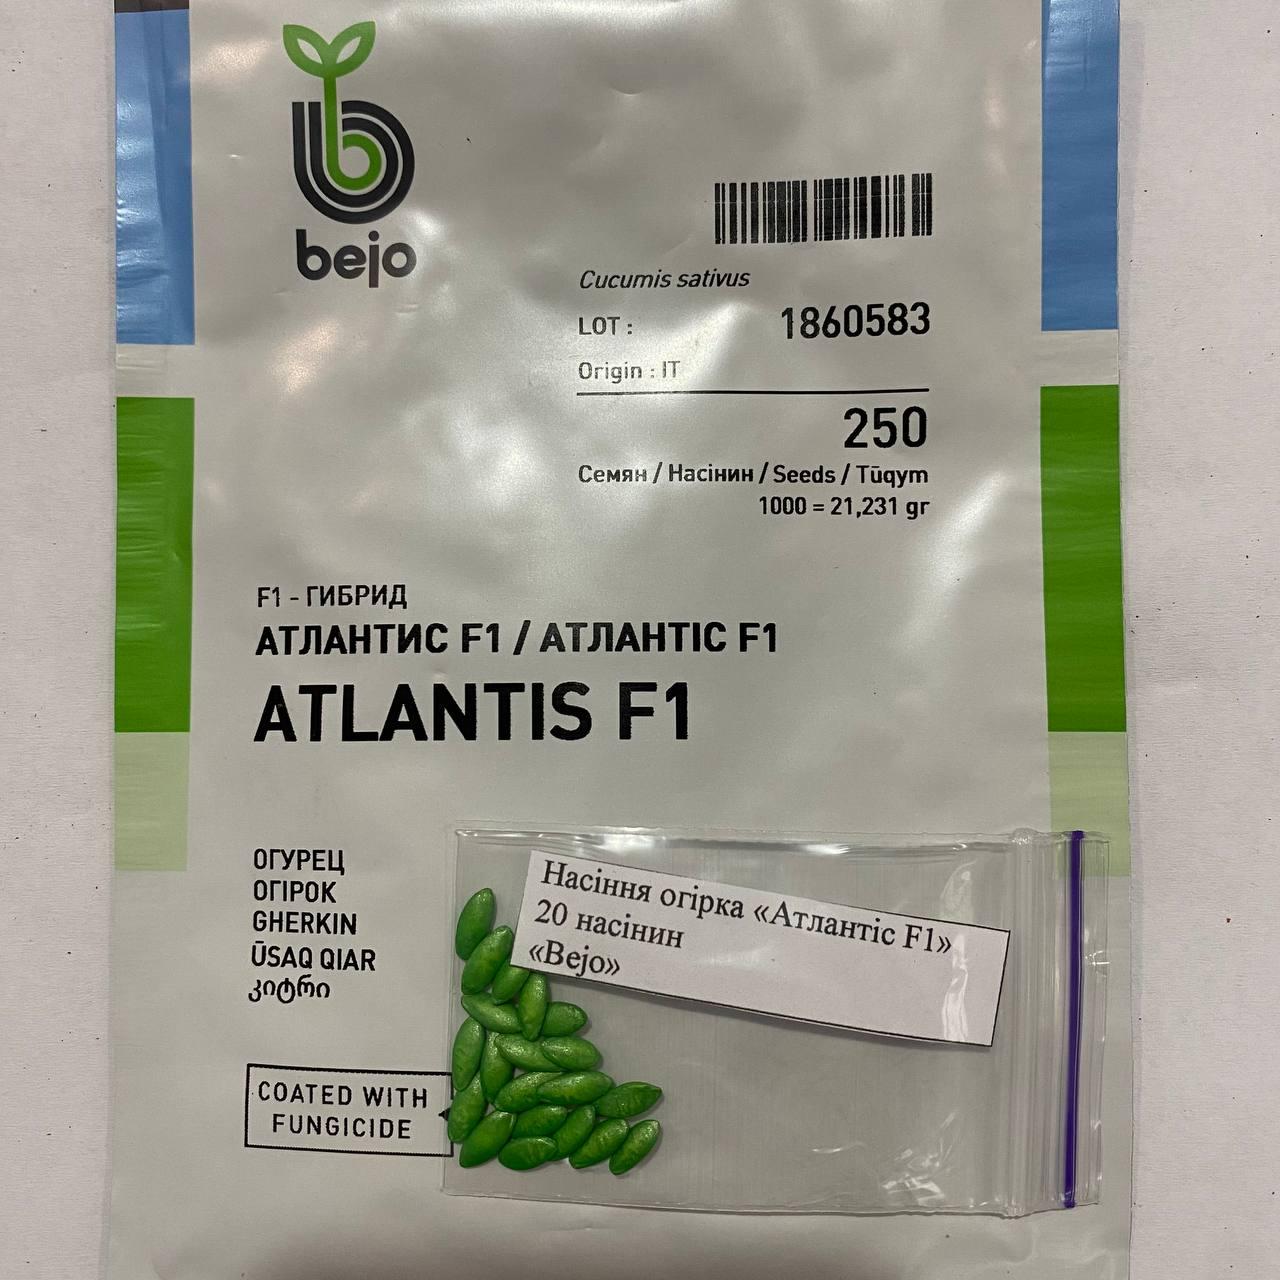 bejo
Cucumis sativus
LOT : 1860583
Origin : IT
250
Семян / Насінин / Seeds / Tūqym
1000 = 21,231 gr
F1 - ГИБРИД
АТЛАНТИС F1 / АТЛАНТІС F1
ATLANTIS F1
ОГУРЕЦ
ОГІРОК
GHERKIN
ŪSAQ QIAR
კიტრი
COATED WITH
FUNGICIDE
Насіння огірка «Атлантіс F1»
20 насінин
«Bejo»